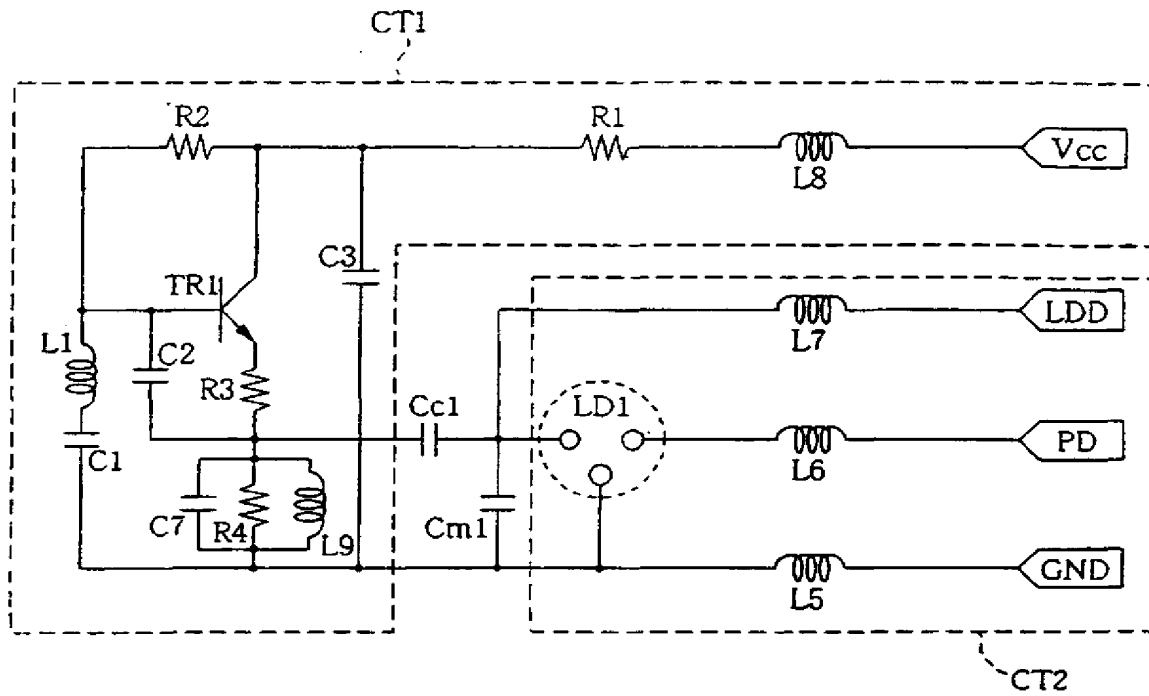 CT1
R2
R1
L8
Vcc
C3
TR1
L7
LDD
L1
C2
R3
Cc1
LD1
C1
L6
PD
C7
R4
L9
Cm1
L5
GND
CT2